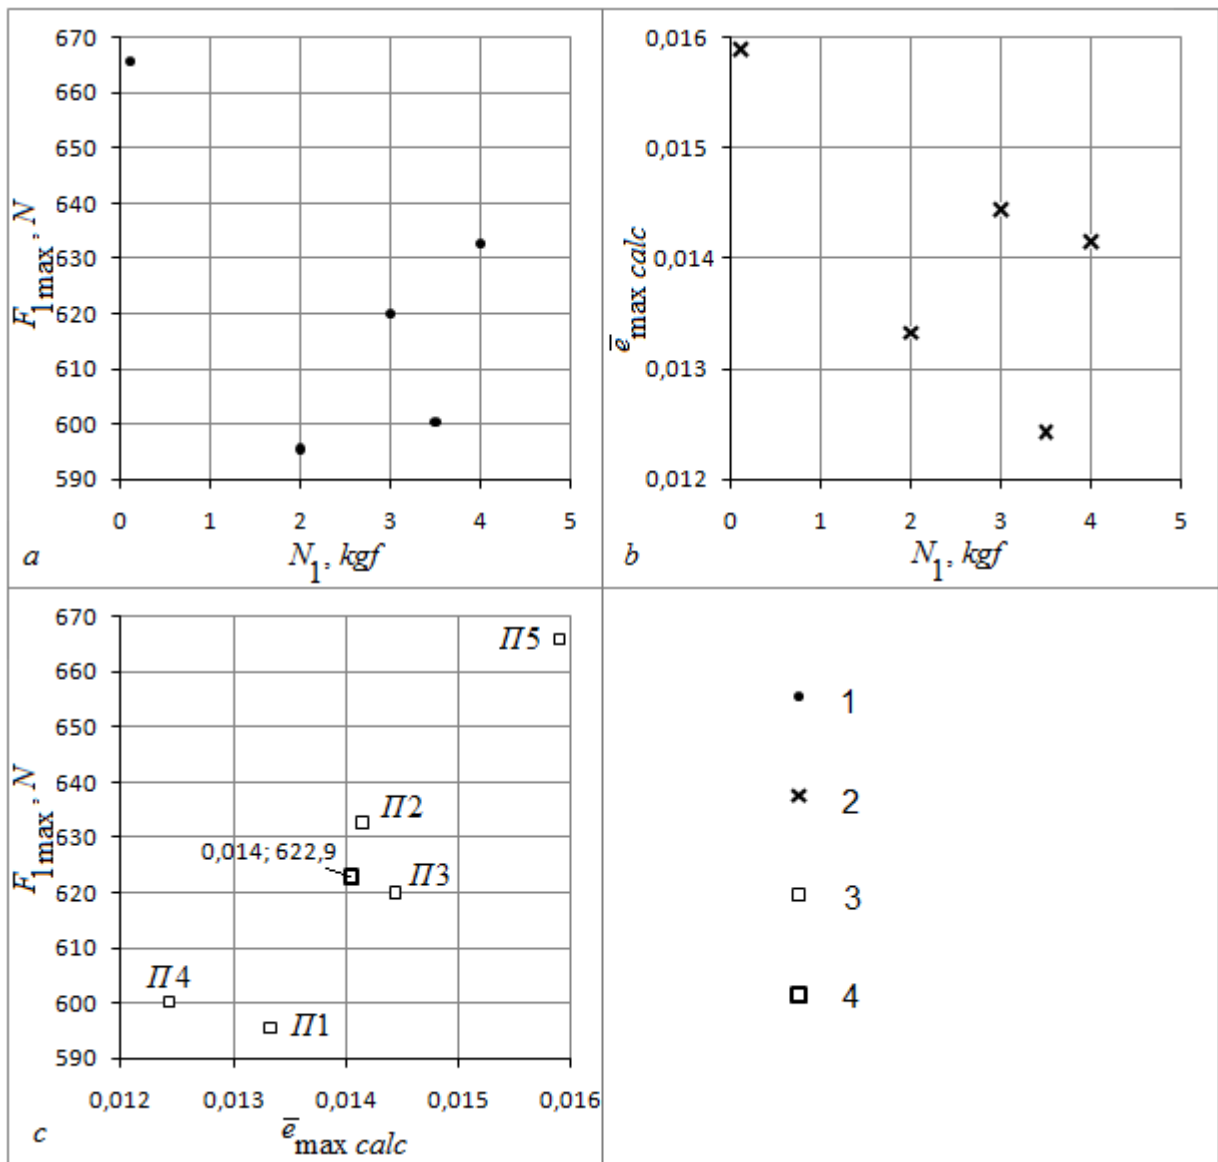 670
660
650
640
630
620
610
600
590
F1max, N
0 1 2 3 4 5
a
N1, kgf
0,016
0,015
0,014
0,013
0,012
e̅max calc
0 1 2 3 4 5
b
N1, kgf
670
660
650
640
630
620
610
600
590
F1max, N
П5
П2
0,014; 622,9
П3
П4
П1
0,012 0,013 0,014 0,015 0,016
c
e̅max calc
1
2
3
4